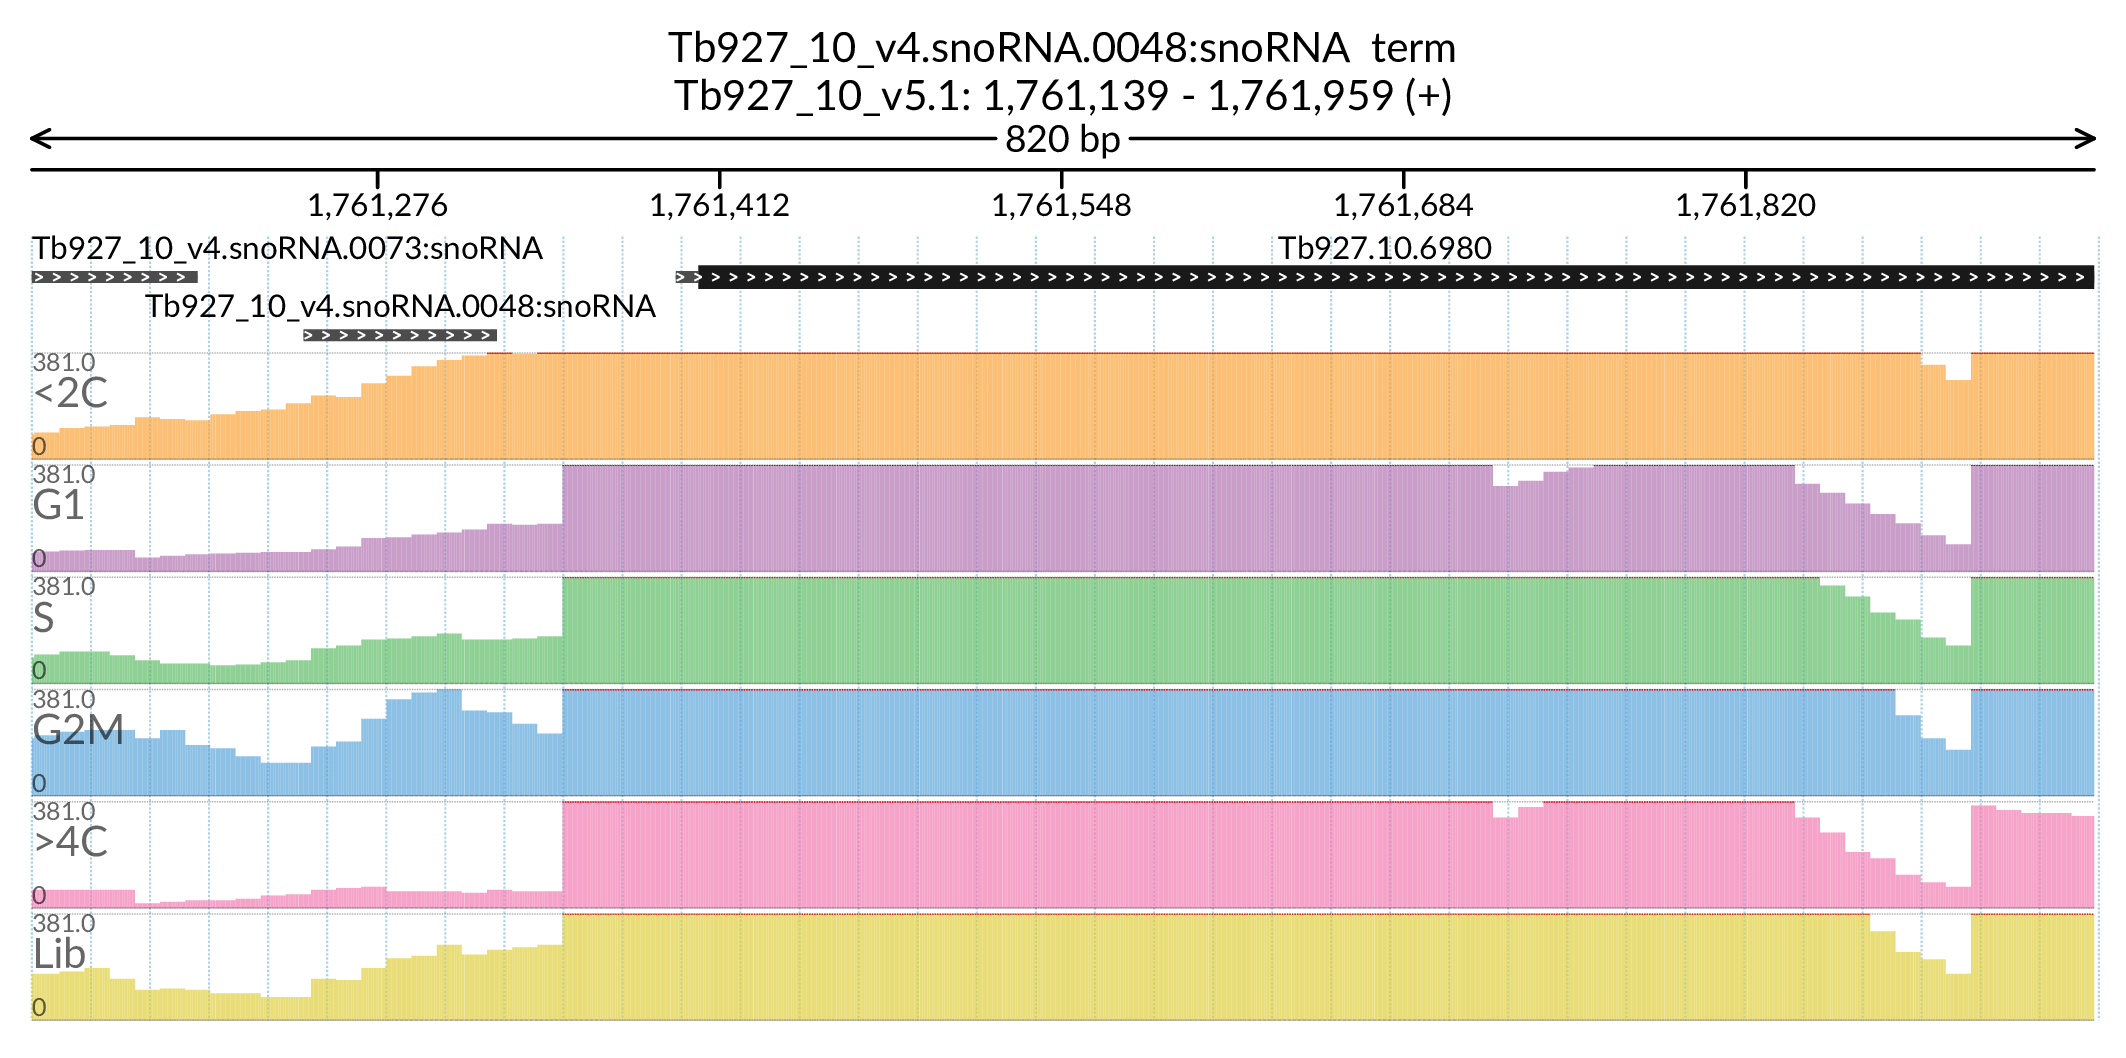 Tb927_10_v4.snoRNA.0048:snoRNA term
Tb927_10_v5.1: 1,761,139 - 1,761,959 (+)
820 bp
1,761,276 1,761,412 1,761,548 1,761,684 1,761,820
Tb927_10_v4.snoRNA.0073:snoRNA Tb927.10.6980
Tb927_10_v4.snoRNA.0048:snoRNA
381.0
<2C
0
381.0
G1
0
381.0
S
0
381.0
G2M
0
381.0
>4C
0
381.0
Lib
0